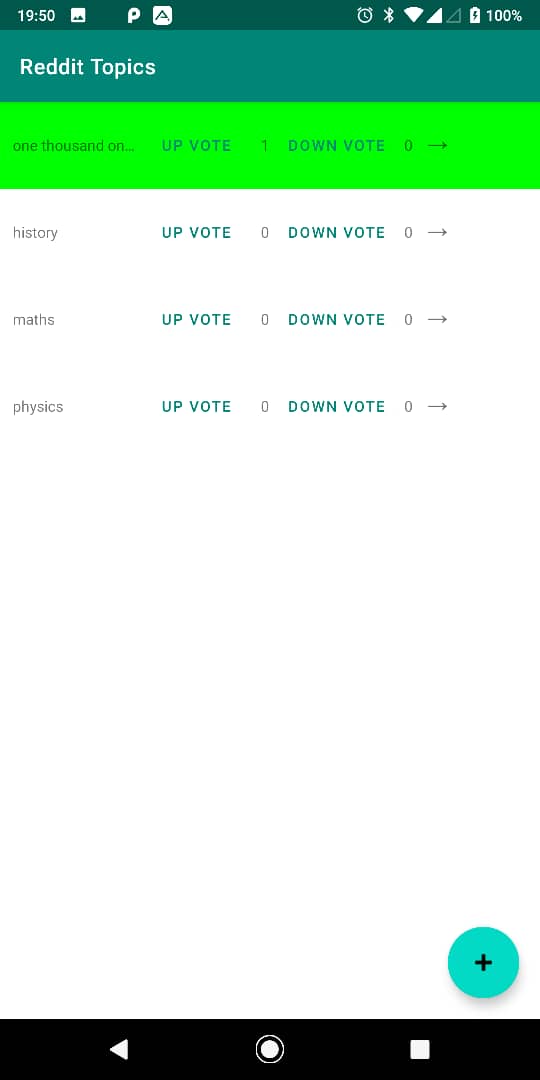 19:50 100%
Reddit Topics
one thousand on... UP VOTE 1 DOWN VOTE 0 →
history UP VOTE 0 DOWN VOTE 0 →
maths UP VOTE 0 DOWN VOTE 0 →
physics UP VOTE 0 DOWN VOTE 0 →
+